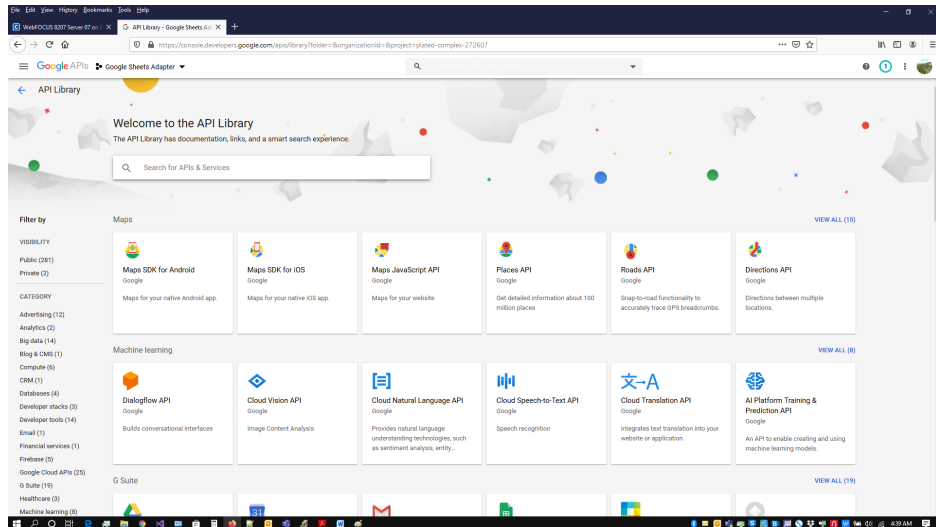 File Edit View History Bookmarks Tools Help
WebFOCUS 8207 Server 07 on
API Library - Google Sheets Ad
https://console.developers.google.com/apis/library?folder=&organizationId=&project=plated-complex-272607
Google APIs Google Sheets Adapter 1
API Library
Welcome to the API Library
The API Library has documentation, links, and a smart search experience.
Search for APIs & Services
Filter by
VISIBILITY
Public (281)
Private (2)
CATEGORY
Advertising (12)
Analytics (2)
Big data (14)
Blog & CMS (1)
Compute (6)
CRM (1)
Databases (4)
Developer stacks (3)
Developer tools (14)
Email (1)
Financial services (1)
Firebase (5)
Google Cloud APIs (25)
G Suite (19)
Healthcare (3)
Machine learning (8)
Maps
VIEW ALL (15)
Maps SDK for Android
Google
Maps for your native Android app.
Maps SDK for iOS
Google
Maps for your native iOS app.
Maps JavaScript API
Google
Maps for your website
Places API
Google
Get detailed information about 100
million places
Roads API
Google
Snap-to-road functionality to
accurately trace GPS breadcrumbs.
Directions API
Google
Directions between multiple
locations.
Machine learning
VIEW ALL (8)
Dialogflow API
Google
Builds conversational interfaces
Cloud Vision API
Google
Image Content Analysis
Cloud Natural Language API
Google
Provides natural language
understanding technologies, such
as sentiment analysis, entity…
Cloud Speech-to-Text API
Google
Speech recognition
文→A
Cloud Translation API
Google
Integrates text translation into your
website or application.
AI Platform Training &
Prediction API
Google
An API to enable creating and using
machine learning models.
G Suite
VIEW ALL (19)
31
4:39 AM